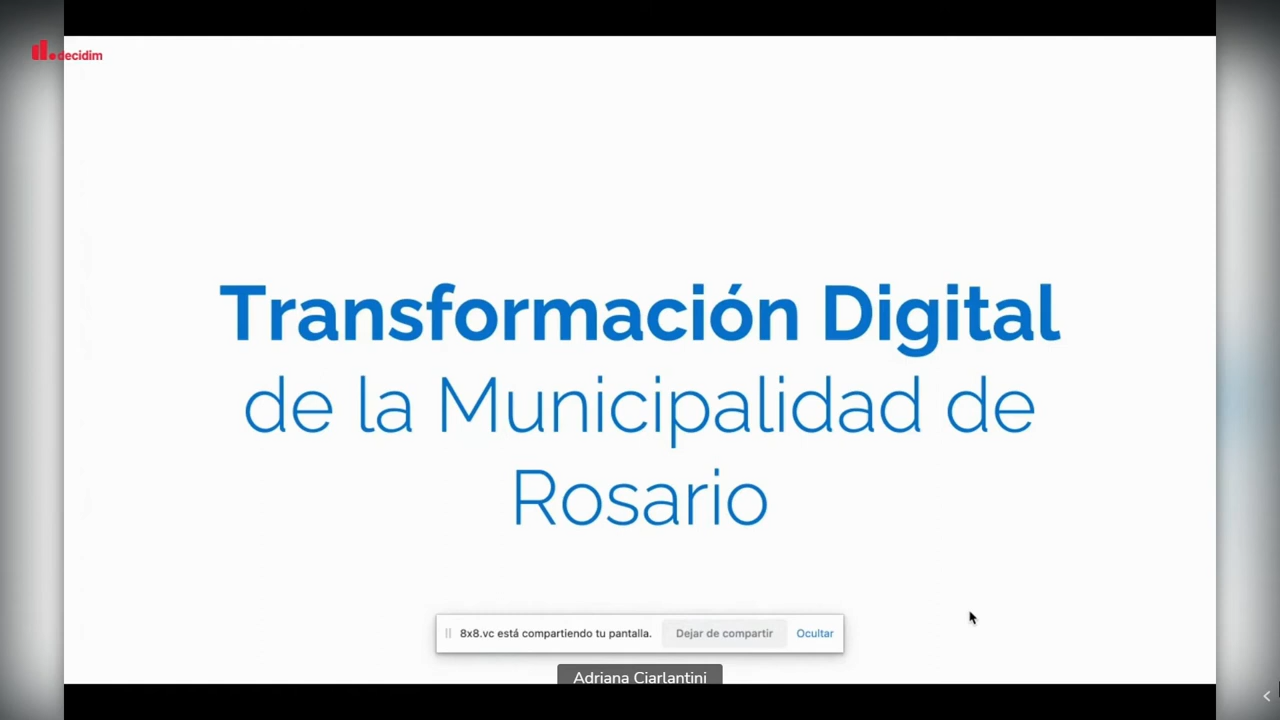 decidim
Transformación Digital
de la Municipalidad de
Rosario
8x8.vc está compartiendo tu pantalla. Dejar de compartir Ocultar
Adriana Ciarlantini